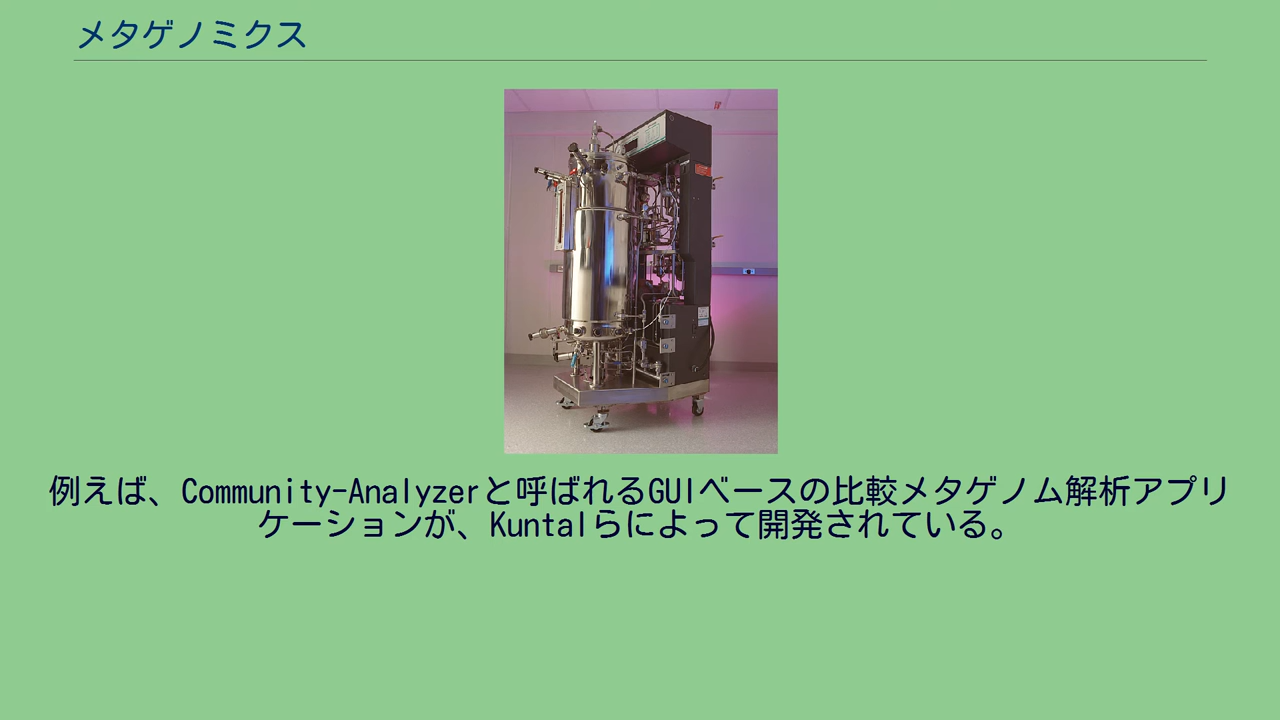 メタゲノミクス
例えば、Community-Analyzerと呼ばれるGUIベースの比較メタゲノム解析アプリ
ケーションが、Kuntalらによって開発されている。